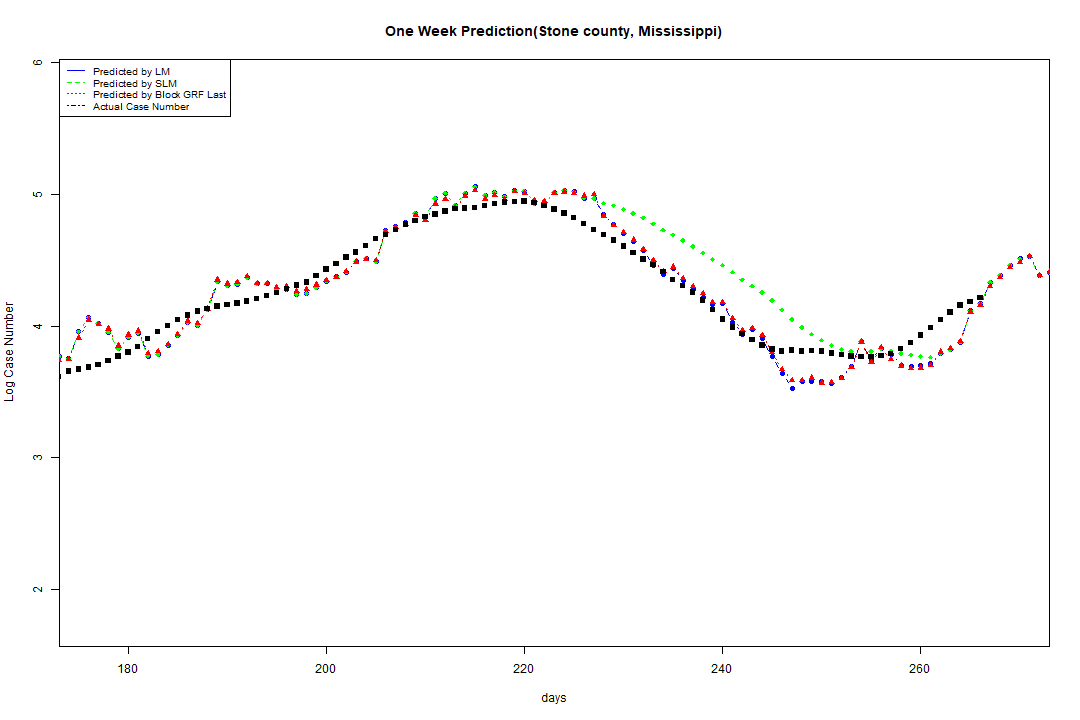 One Week Prediction(Stone county, Mississippi)
Predicted by LM
Predicted by SLM
Predicted by Block GRF Last
Actual Case Number
6
5
4
3
2
Log Case Number
180 200 220 240 260
days